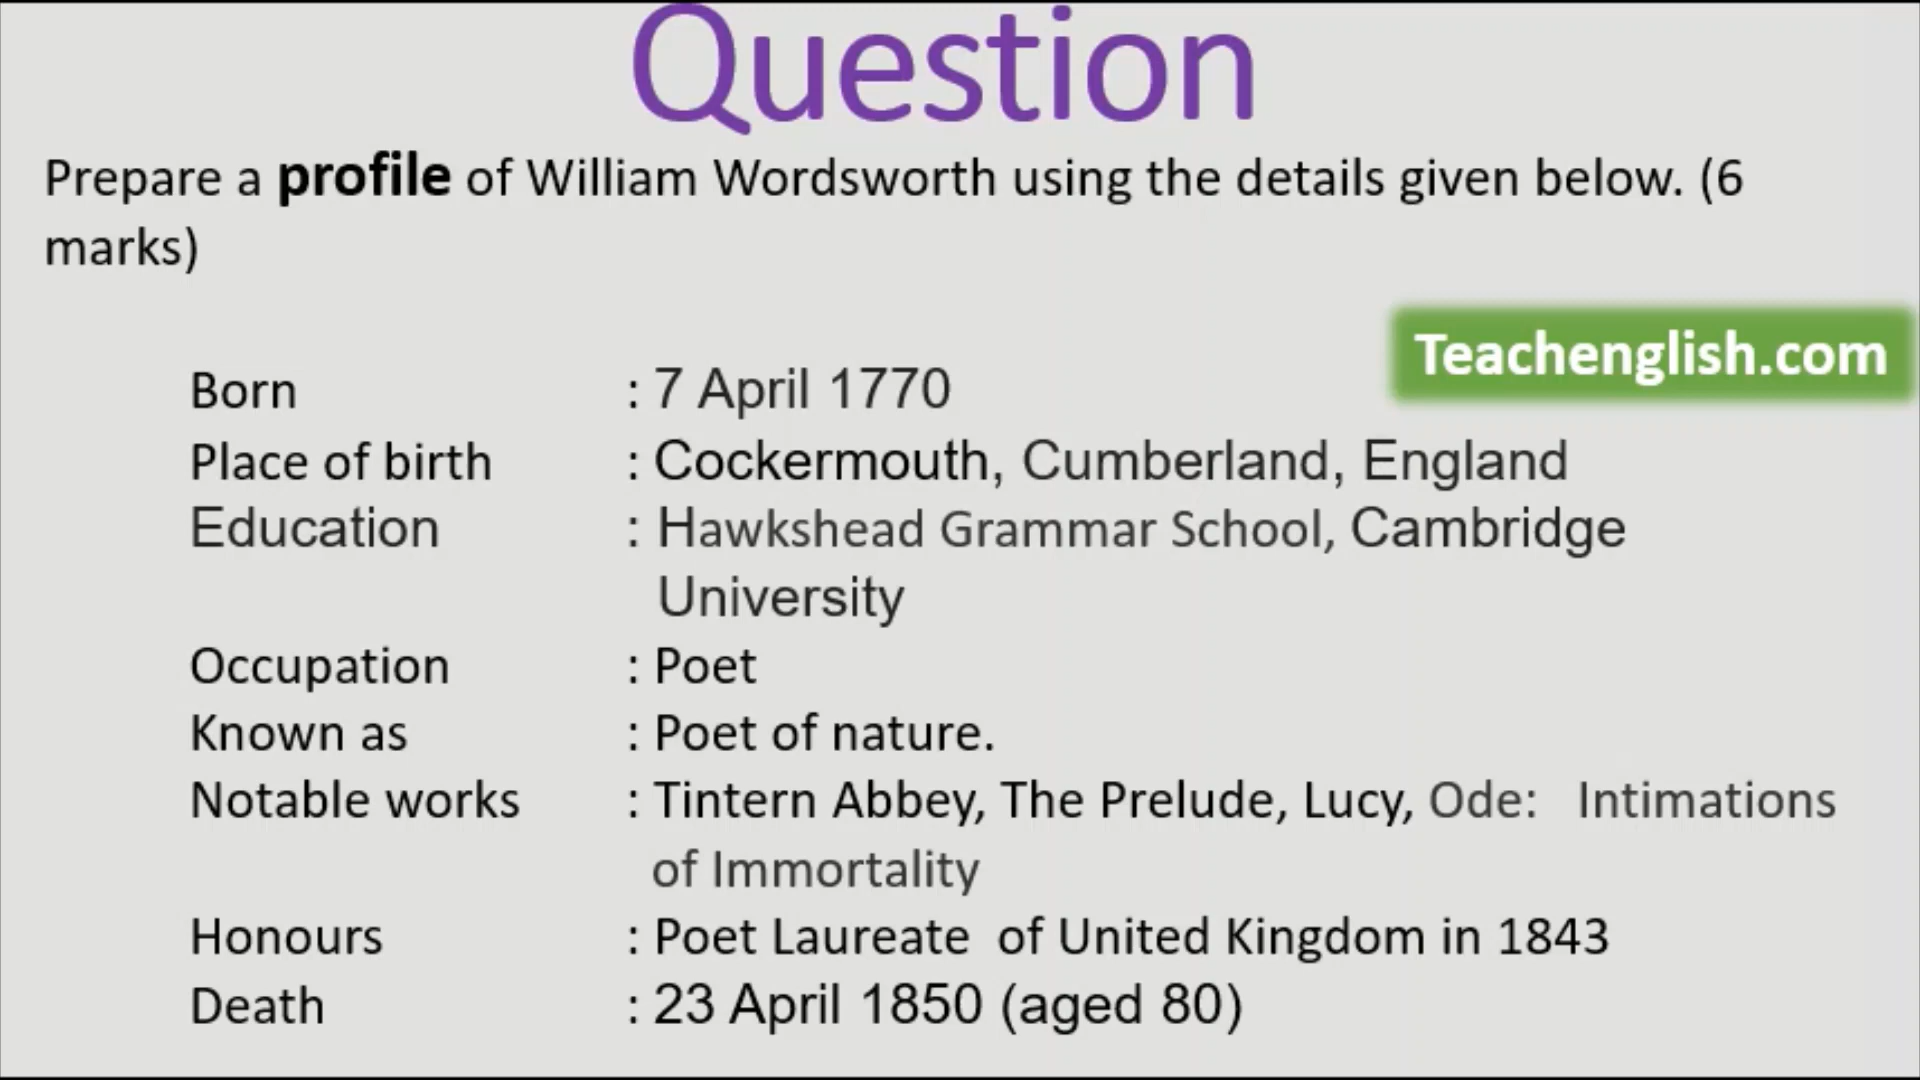 Question
Prepare a profile of William Wordsworth using the details given below. (6
marks)
Teachenglish.com
Born : 7 April 1770
Place of birth : Cockermouth, Cumberland, England
Education : Hawkshead Grammar School, Cambridge
University
Occupation : Poet
Known as : Poet of nature.
Notable works : Tintern Abbey, The Prelude, Lucy, Ode: Intimations
of Immortality
Honours : Poet Laureate of United Kingdom in 1843
Death : 23 April 1850 (aged 80)